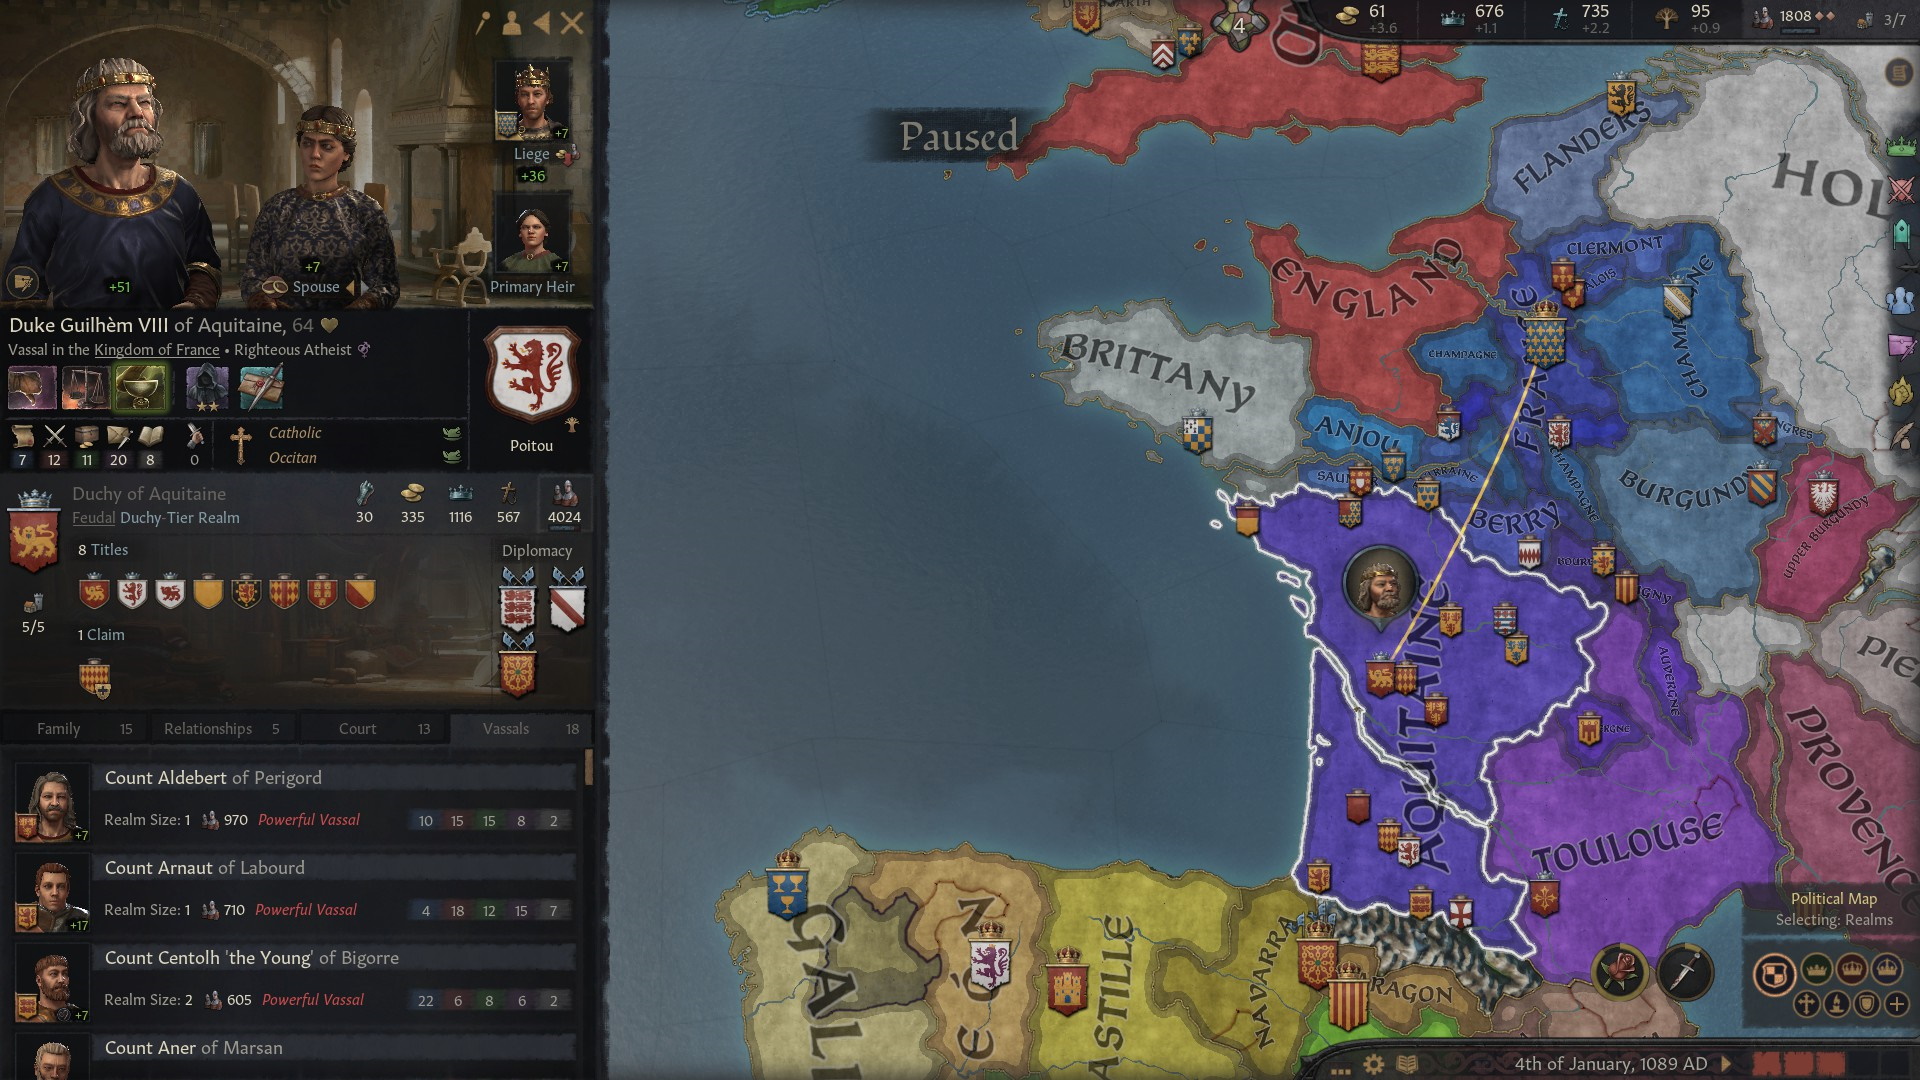 +7
Liege
+36
+7
Primary Heir
+51
+7
Spouse
Duke Guilhèm VIII of Aquitaine, 64
Vassal in the Kingdom of France • Righteous Atheist
7 12 11 20 8 0
Catholic
Occitan
Poitou
Duchy of Aquitaine
Feudal Duchy-Tier Realm
30 335 1116 567 4024
8 Titles
Diplomacy
5/5
1 Claim
Family 15
Relationships 5
Court 13
Vassals 18
Count Aldebert of Perigord
Realm Size: 1 970 Powerful Vassal 10 15 15 8 2
+7
Count Arnaut of Labourd
Realm Size: 1 710 Powerful Vassal 4 18 12 15 7
+17
Count Centolh 'the Young' of Bigorre
Realm Size: 2 605 Powerful Vassal 22 6 8 6 2
+7
Count Aner of Marsan
Paused
4
61
+3.6
676
+1.1
735
+2.2
95
+0.9
1808
3/7
FLANDERS
HOL
CLERMONT
ENGLAND
BRITTANY
CHAMPAGNE
FRANCE
ANJOU
CHAMPAGNE
BURGUNDY
UPPER BURGUNDY
BERRY
AUVERGNE
AQUITAINE
TOULOUSE
PROVENC
PIE
GALI
LEÓN
CASTILLE
NAVARRA
ARAGON
Political Map
Selecting: Realms
4th of January, 1089 AD